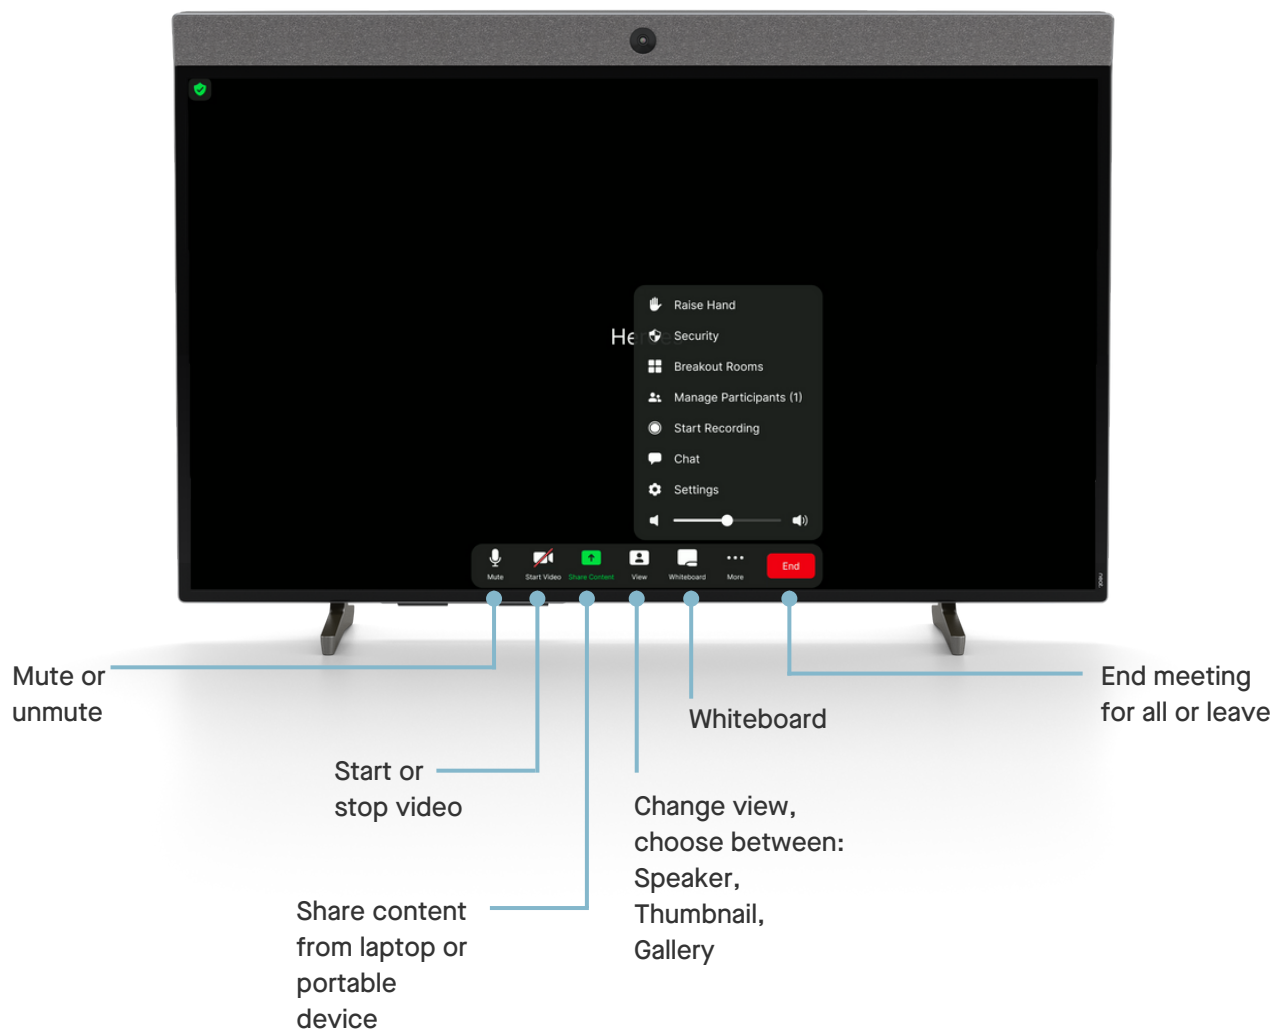 Raise Hand
He
Security
Breakout Rooms
Manage Participants (1)
Start Recording
Chat
Settings
Mute
Start Video
Share Content
View
Whiteboard
More
End
neat.
Mute or
unmute
Start or
stop video
Share content
from laptop or
portable
device
Change view,
choose between:
Speaker,
Thumbnail,
Gallery
Whiteboard
End meeting
for all or leave